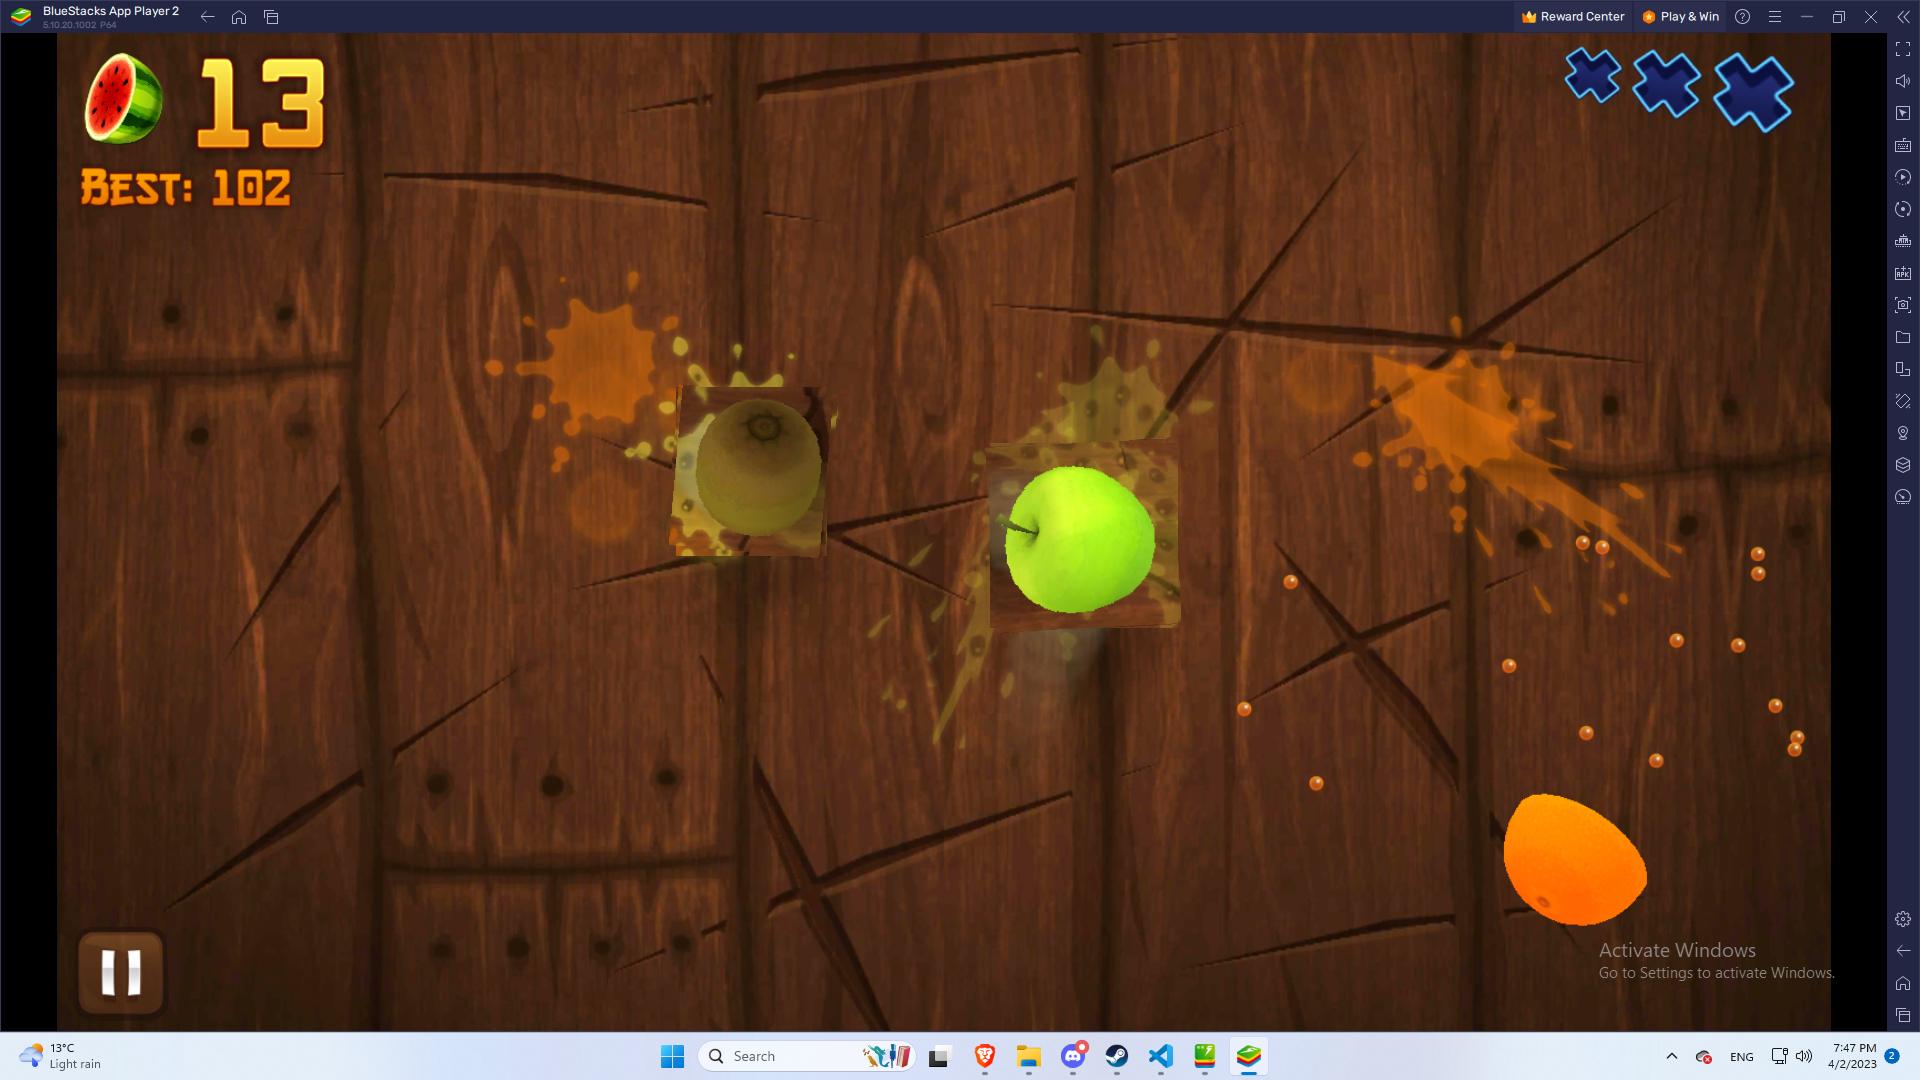 BlueStacks App Player 2
5.10.20.1002 P64
Reward Center
Play & Win
13
BEST: 102
Activate Windows
Go to Settings to activate Windows.
13°C
Light rain
Search
ENG
7:47 PM
4/2/2023
2